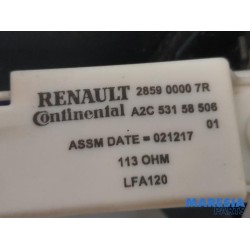 RENAULT 2859 0000 7R
Continental A2C 531 58 506
01
ASSM DATE = 021217
113 OHM
LFA120